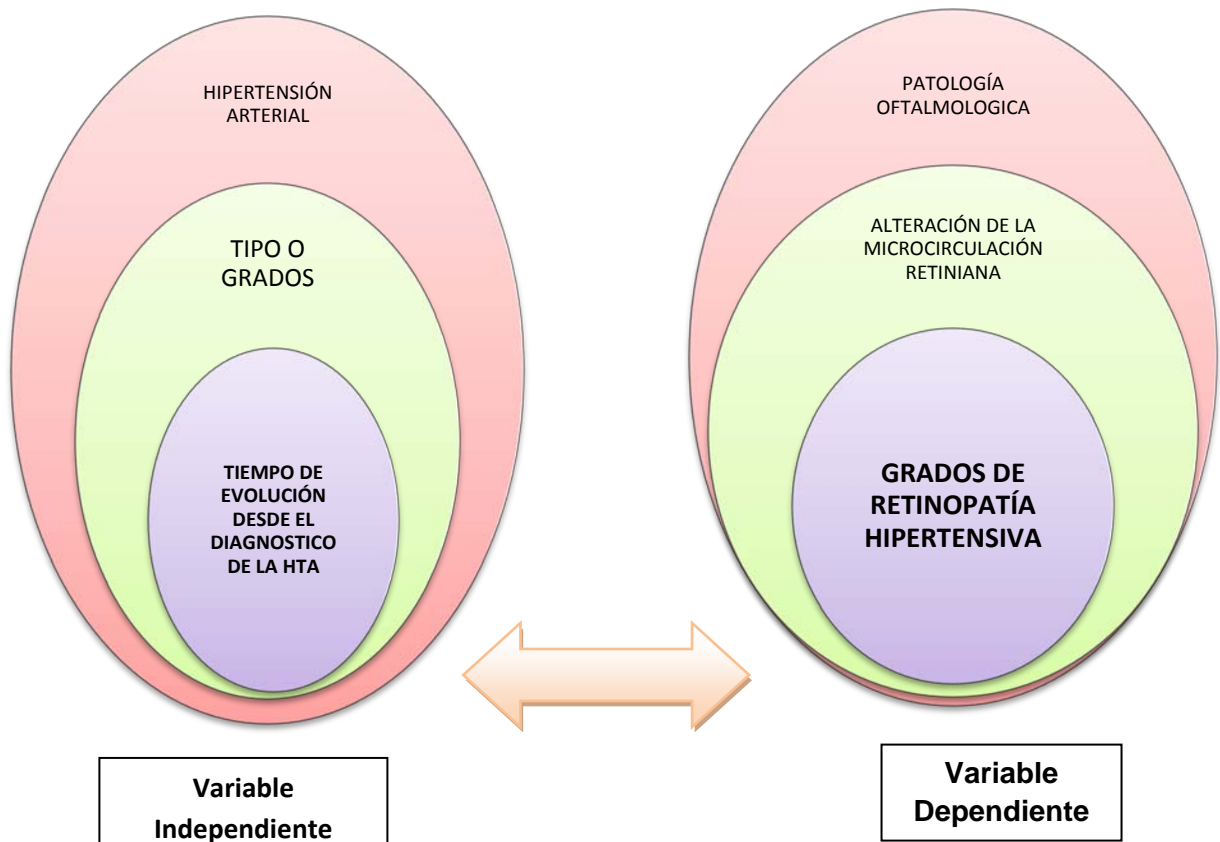 HIPERTENSIÓN
ARTERIAL
TIPO O
GRADOS
TIEMPO DE
EVOLUCIÓN
DESDE EL
DIAGNOSTICO
DE LA HTA
Variable
Independiente
PATOLOGÍA
OFTALMOLOGICA
ALTERACIÓN DE LA
MICROCIRCULACIÓN
RETINIANA
GRADOS DE
RETINOPATÍA
HIPERTENSIVA
Variable
Dependiente